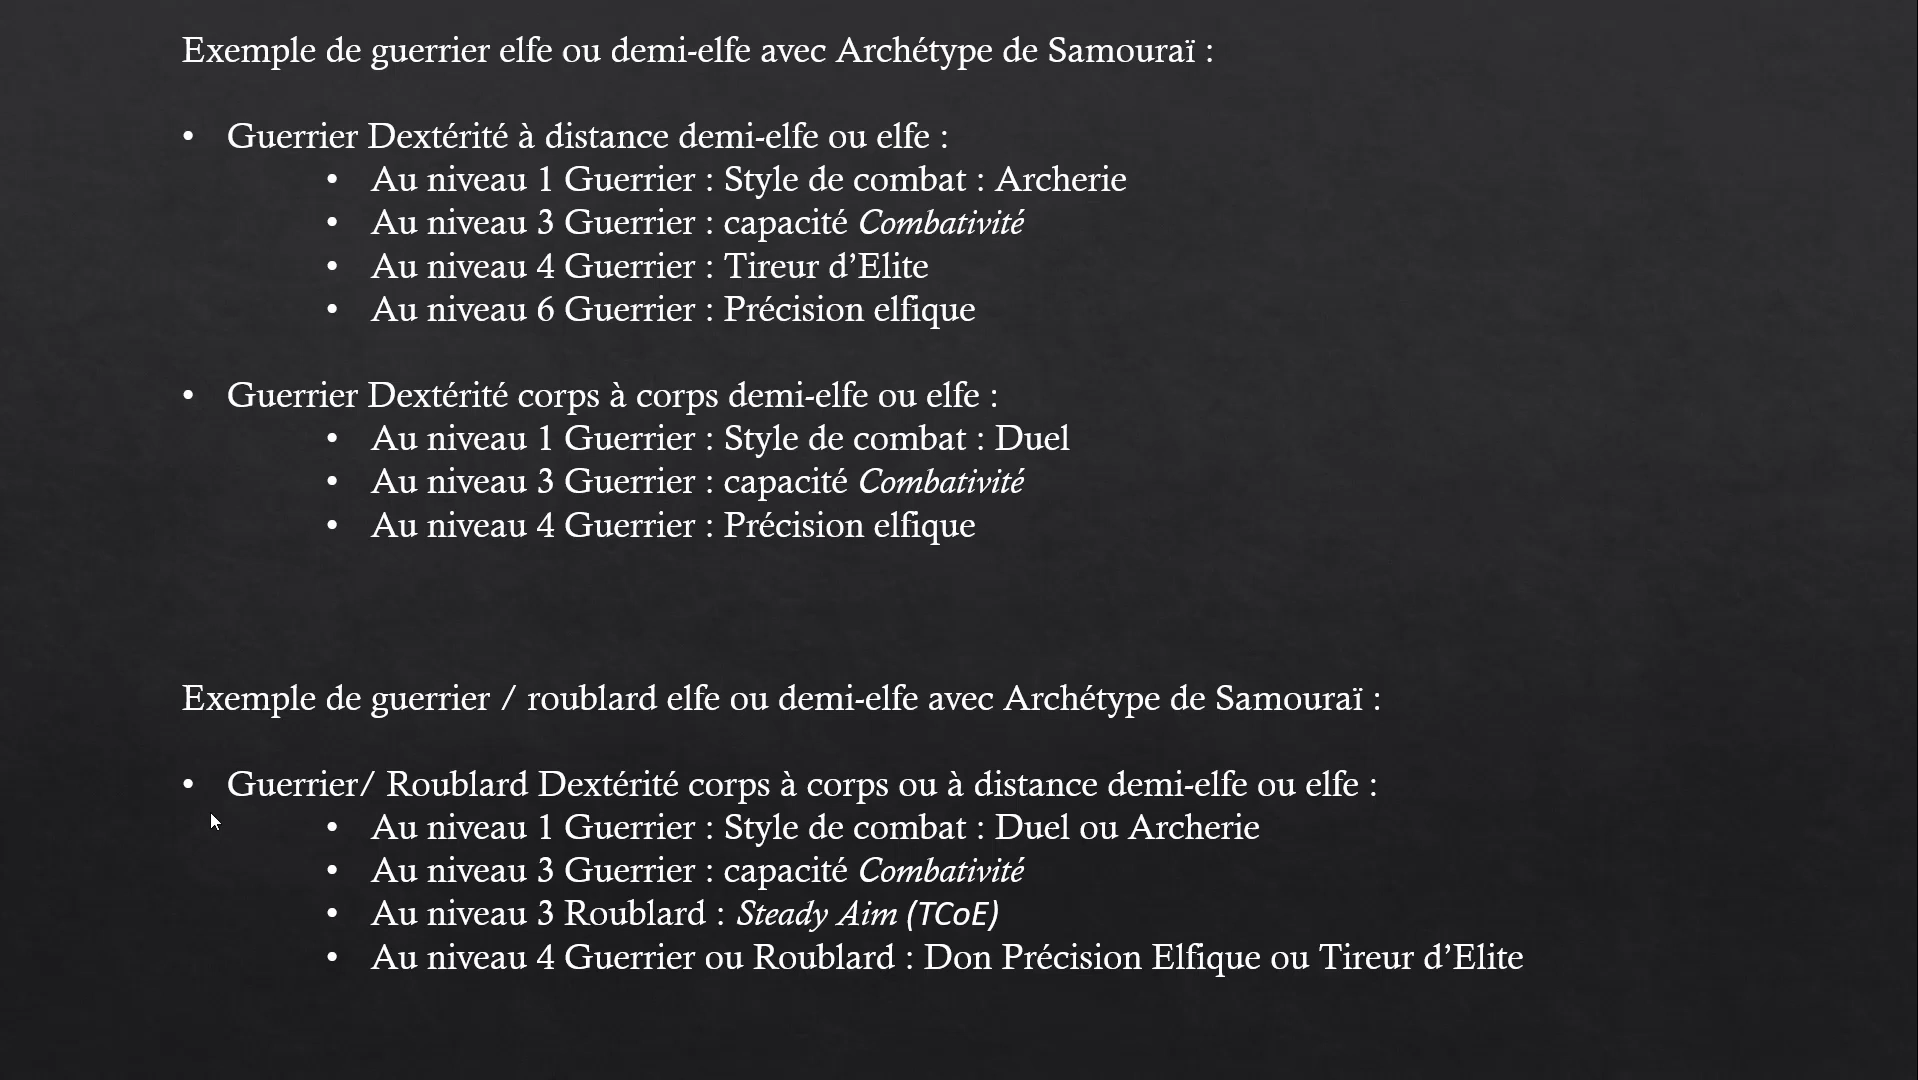 Exemple de guerrier elfe ou demi-elfe avec Archétype de Samouraï :
• Guerrier Dextérité à distance demi-elfe ou elfe :
• Au niveau 1 Guerrier : Style de combat : Archerie
• Au niveau 3 Guerrier : capacité Combativité
• Au niveau 4 Guerrier : Tireur d’Elite
• Au niveau 6 Guerrier : Précision elfique
• Guerrier Dextérité corps à corps demi-elfe ou elfe :
• Au niveau 1 Guerrier : Style de combat : Duel
• Au niveau 3 Guerrier : capacité Combativité
• Au niveau 4 Guerrier : Précision elfique
Exemple de guerrier / roublard elfe ou demi-elfe avec Archétype de Samouraï :
• Guerrier/ Roublard Dextérité corps à corps ou à distance demi-elfe ou elfe :
• Au niveau 1 Guerrier : Style de combat : Duel ou Archerie
• Au niveau 3 Guerrier : capacité Combativité
• Au niveau 3 Roublard : Steady Aim (TCoE)
• Au niveau 4 Guerrier ou Roublard : Don Précision Elfique ou Tireur d’Elite